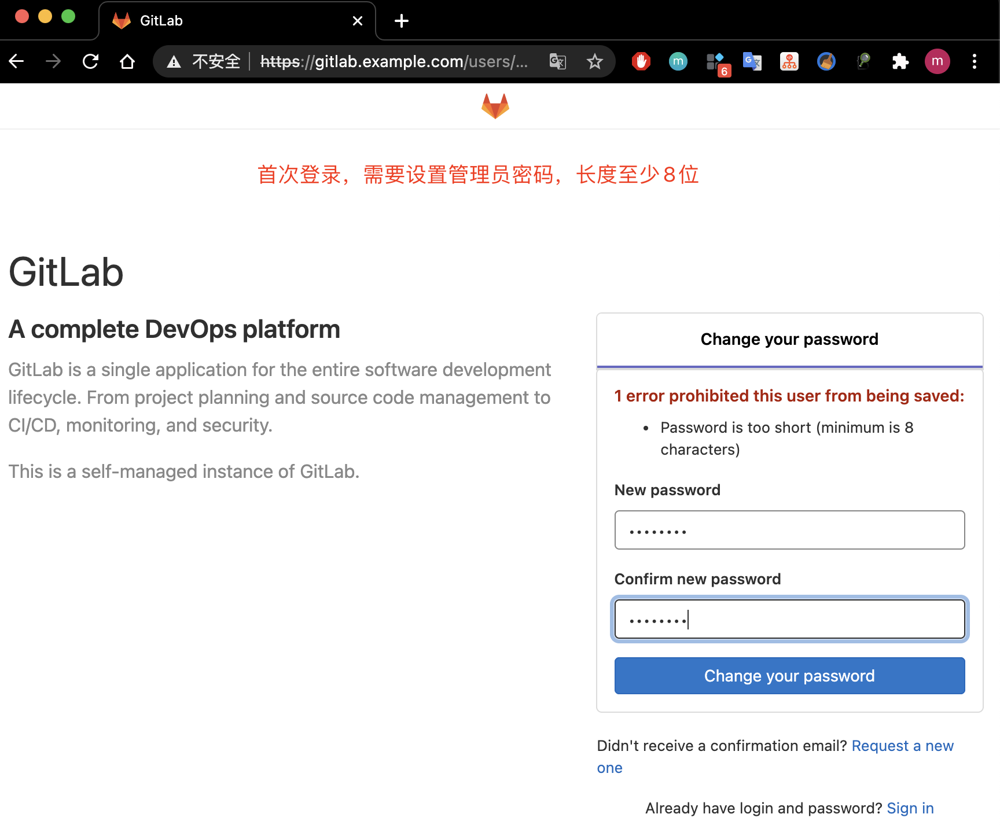 GitLab
不安全
https://gitlab.example.com/users/...
m
6
G
m
首次登录，需要设置管理员密码，长度至少8位
GitLab
A complete DevOps platform
GitLab is a single application for the entire software development
lifecycle. From project planning and source code management to
CI/CD, monitoring, and security.
This is a self-managed instance of GitLab.
Change your password
1 error prohibited this user from being saved:
• Password is too short (minimum is 8
characters)
New password
••••••••
Confirm new password
••••••••
Change your password
Didn't receive a confirmation email? Request a new
one
Already have login and password? Sign in